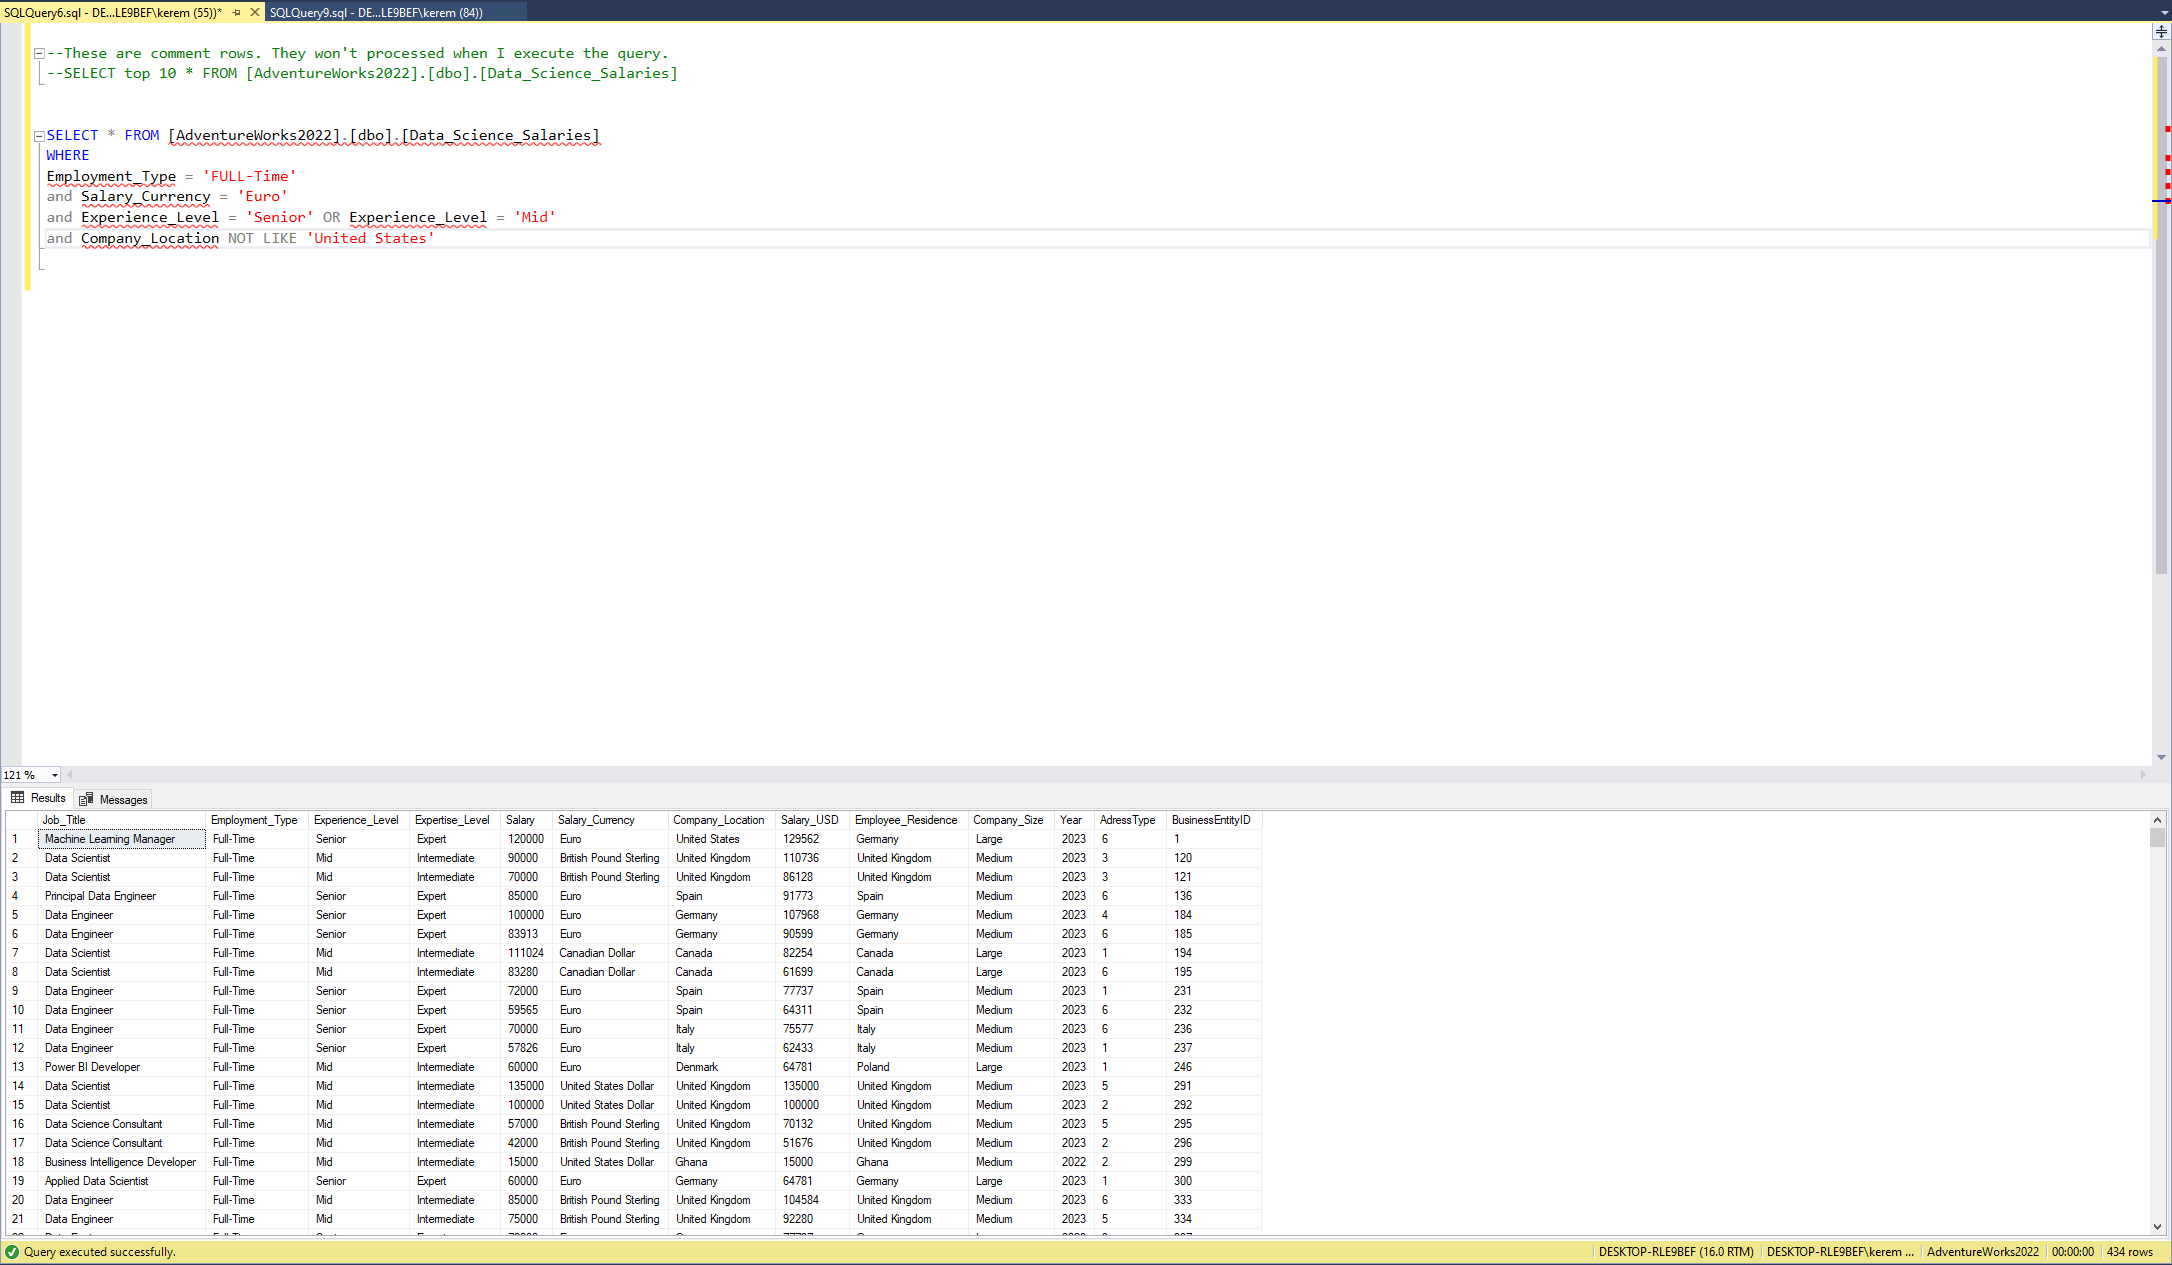 SQLQuery6.sql - DE...LE9BEF\kerem (55))* SQLQuery9.sql - DE...LE9BEF\kerem (84))
--These are comment rows. They won't processed when I execute the query.
--SELECT top 10 * FROM [AdventureWorks2022].[dbo].[Data_Science_Salaries]
SELECT * FROM [AdventureWorks2022].[dbo].[Data_Science_Salaries]
WHERE
Employment_Type = 'FULL-Time'
and Salary_Currency = 'Euro'
and Experience_Level = 'Senior' OR Experience_Level = 'Mid'
and Company_Location NOT LIKE 'United States'
121 %
Results Messages
Job_Title Employment_Type Experience_Level Expertise_Level Salary Salary_Currency Company_Location Salary_USD Employee_Residence Company_Size Year AdressType BusinessEntityID
1 Machine Learning Manager Full-Time Senior Expert 120000 Euro United States 129562 Germany Large 2023 6 1
2 Data Scientist Full-Time Mid Intermediate 90000 British Pound Sterling United Kingdom 110736 United Kingdom Medium 2023 3 120
3 Data Scientist Full-Time Mid Intermediate 70000 British Pound Sterling United Kingdom 86128 United Kingdom Medium 2023 3 121
4 Principal Data Engineer Full-Time Senior Expert 85000 Euro Spain 91773 Spain Medium 2023 6 136
5 Data Engineer Full-Time Senior Expert 100000 Euro Germany 107968 Germany Medium 2023 4 184
6 Data Engineer Full-Time Senior Expert 83913 Euro Germany 90599 Germany Medium 2023 6 185
7 Data Scientist Full-Time Mid Intermediate 111024 Canadian Dollar Canada 82254 Canada Large 2023 1 194
8 Data Scientist Full-Time Mid Intermediate 83280 Canadian Dollar Canada 61699 Canada Large 2023 6 195
9 Data Engineer Full-Time Senior Expert 72000 Euro Spain 77737 Spain Medium 2023 1 231
10 Data Engineer Full-Time Senior Expert 59565 Euro Spain 64311 Spain Medium 2023 6 232
11 Data Engineer Full-Time Senior Expert 70000 Euro Italy 75577 Italy Medium 2023 6 236
12 Data Engineer Full-Time Senior Expert 57826 Euro Italy 62433 Italy Medium 2023 1 237
13 Power BI Developer Full-Time Mid Intermediate 60000 Euro Denmark 64781 Poland Large 2023 1 246
14 Data Scientist Full-Time Mid Intermediate 135000 United States Dollar United Kingdom 135000 United Kingdom Medium 2023 5 291
15 Data Scientist Full-Time Mid Intermediate 100000 United States Dollar United Kingdom 100000 United Kingdom Medium 2023 2 292
16 Data Science Consultant Full-Time Mid Intermediate 57000 British Pound Sterling United Kingdom 70132 United Kingdom Medium 2023 5 295
17 Data Science Consultant Full-Time Mid Intermediate 42000 British Pound Sterling United Kingdom 51676 United Kingdom Medium 2023 2 296
18 Business Intelligence Developer Full-Time Mid Intermediate 15000 United States Dollar Ghana 15000 Ghana Medium 2022 2 299
19 Applied Data Scientist Full-Time Senior Expert 60000 Euro Germany 64781 Germany Large 2023 1 300
20 Data Engineer Full-Time Mid Intermediate 85000 British Pound Sterling United Kingdom 104584 United Kingdom Medium 2023 6 333
21 Data Engineer Full-Time Mid Intermediate 75000 British Pound Sterling United Kingdom 92280 United Kingdom Medium 2023 5 334
Query executed successfully. DESKTOP-RLE9BEF (16.0 RTM) DESKTOP-RLE9BEF\kerem ... AdventureWorks2022 00:00:00 434 rows